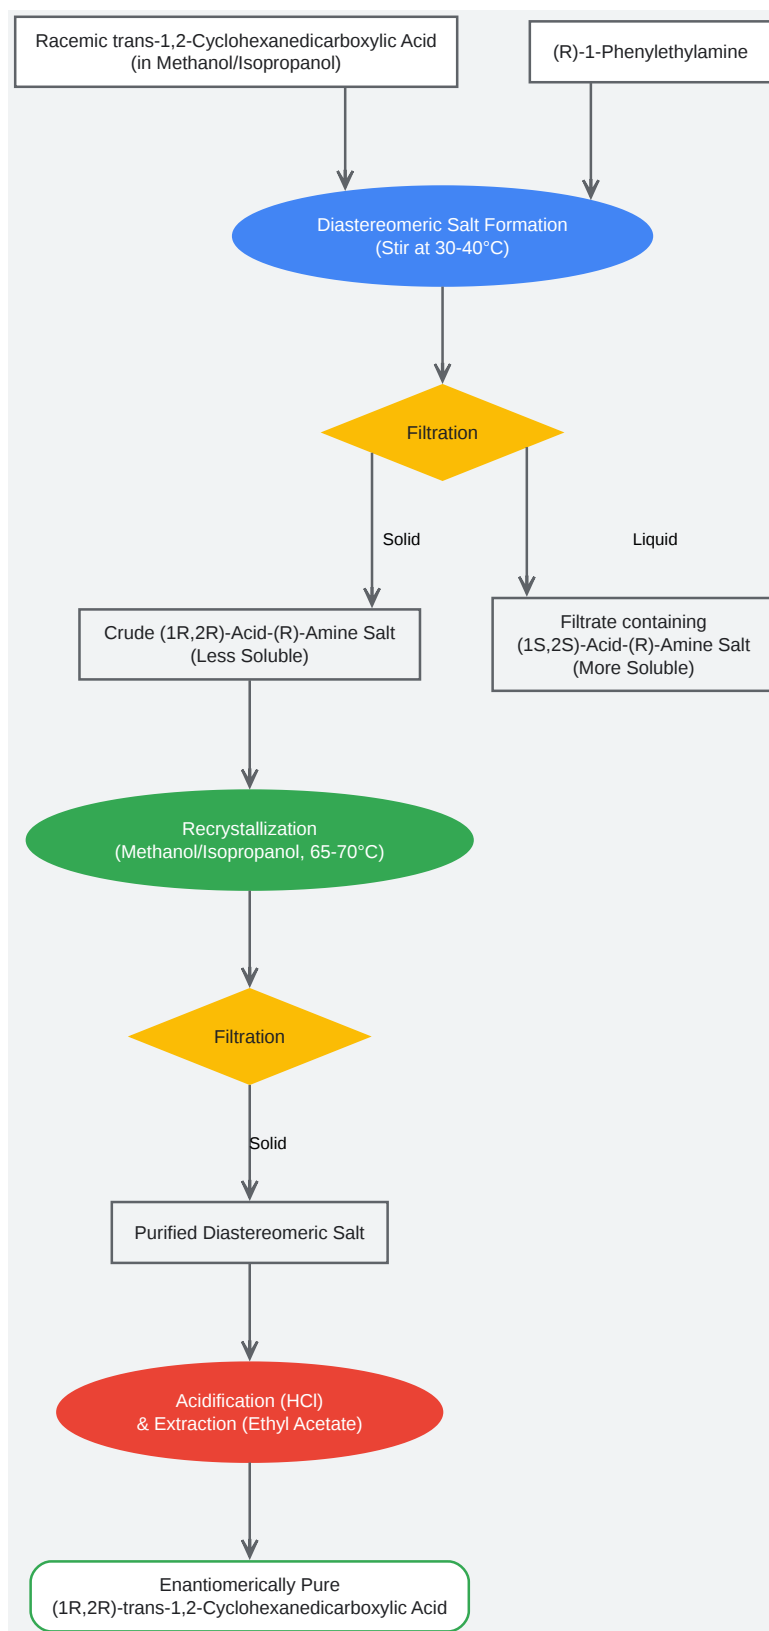 Racemic trans-1,2-Cyclohexanedicarboxylic Acid
(in Methanol/Isopropanol)
(R)-1-Phenylethylamine
Diastereomeric Salt Formation
(Stir at 30-40°C)
Filtration
Solid
Liquid
Crude (1R,2R)-Acid-(R)-Amine Salt
(Less Soluble)
Filtrate containing
(1S,2S)-Acid-(R)-Amine Salt
(More Soluble)
Recrystallization
(Methanol/Isopropanol, 65-70°C)
Filtration
Solid
Purified Diastereomeric Salt
Acidification (HCl)
& Extraction (Ethyl Acetate)
Enantiomerically Pure
(1R,2R)-trans-1,2-Cyclohexanedicarboxylic Acid